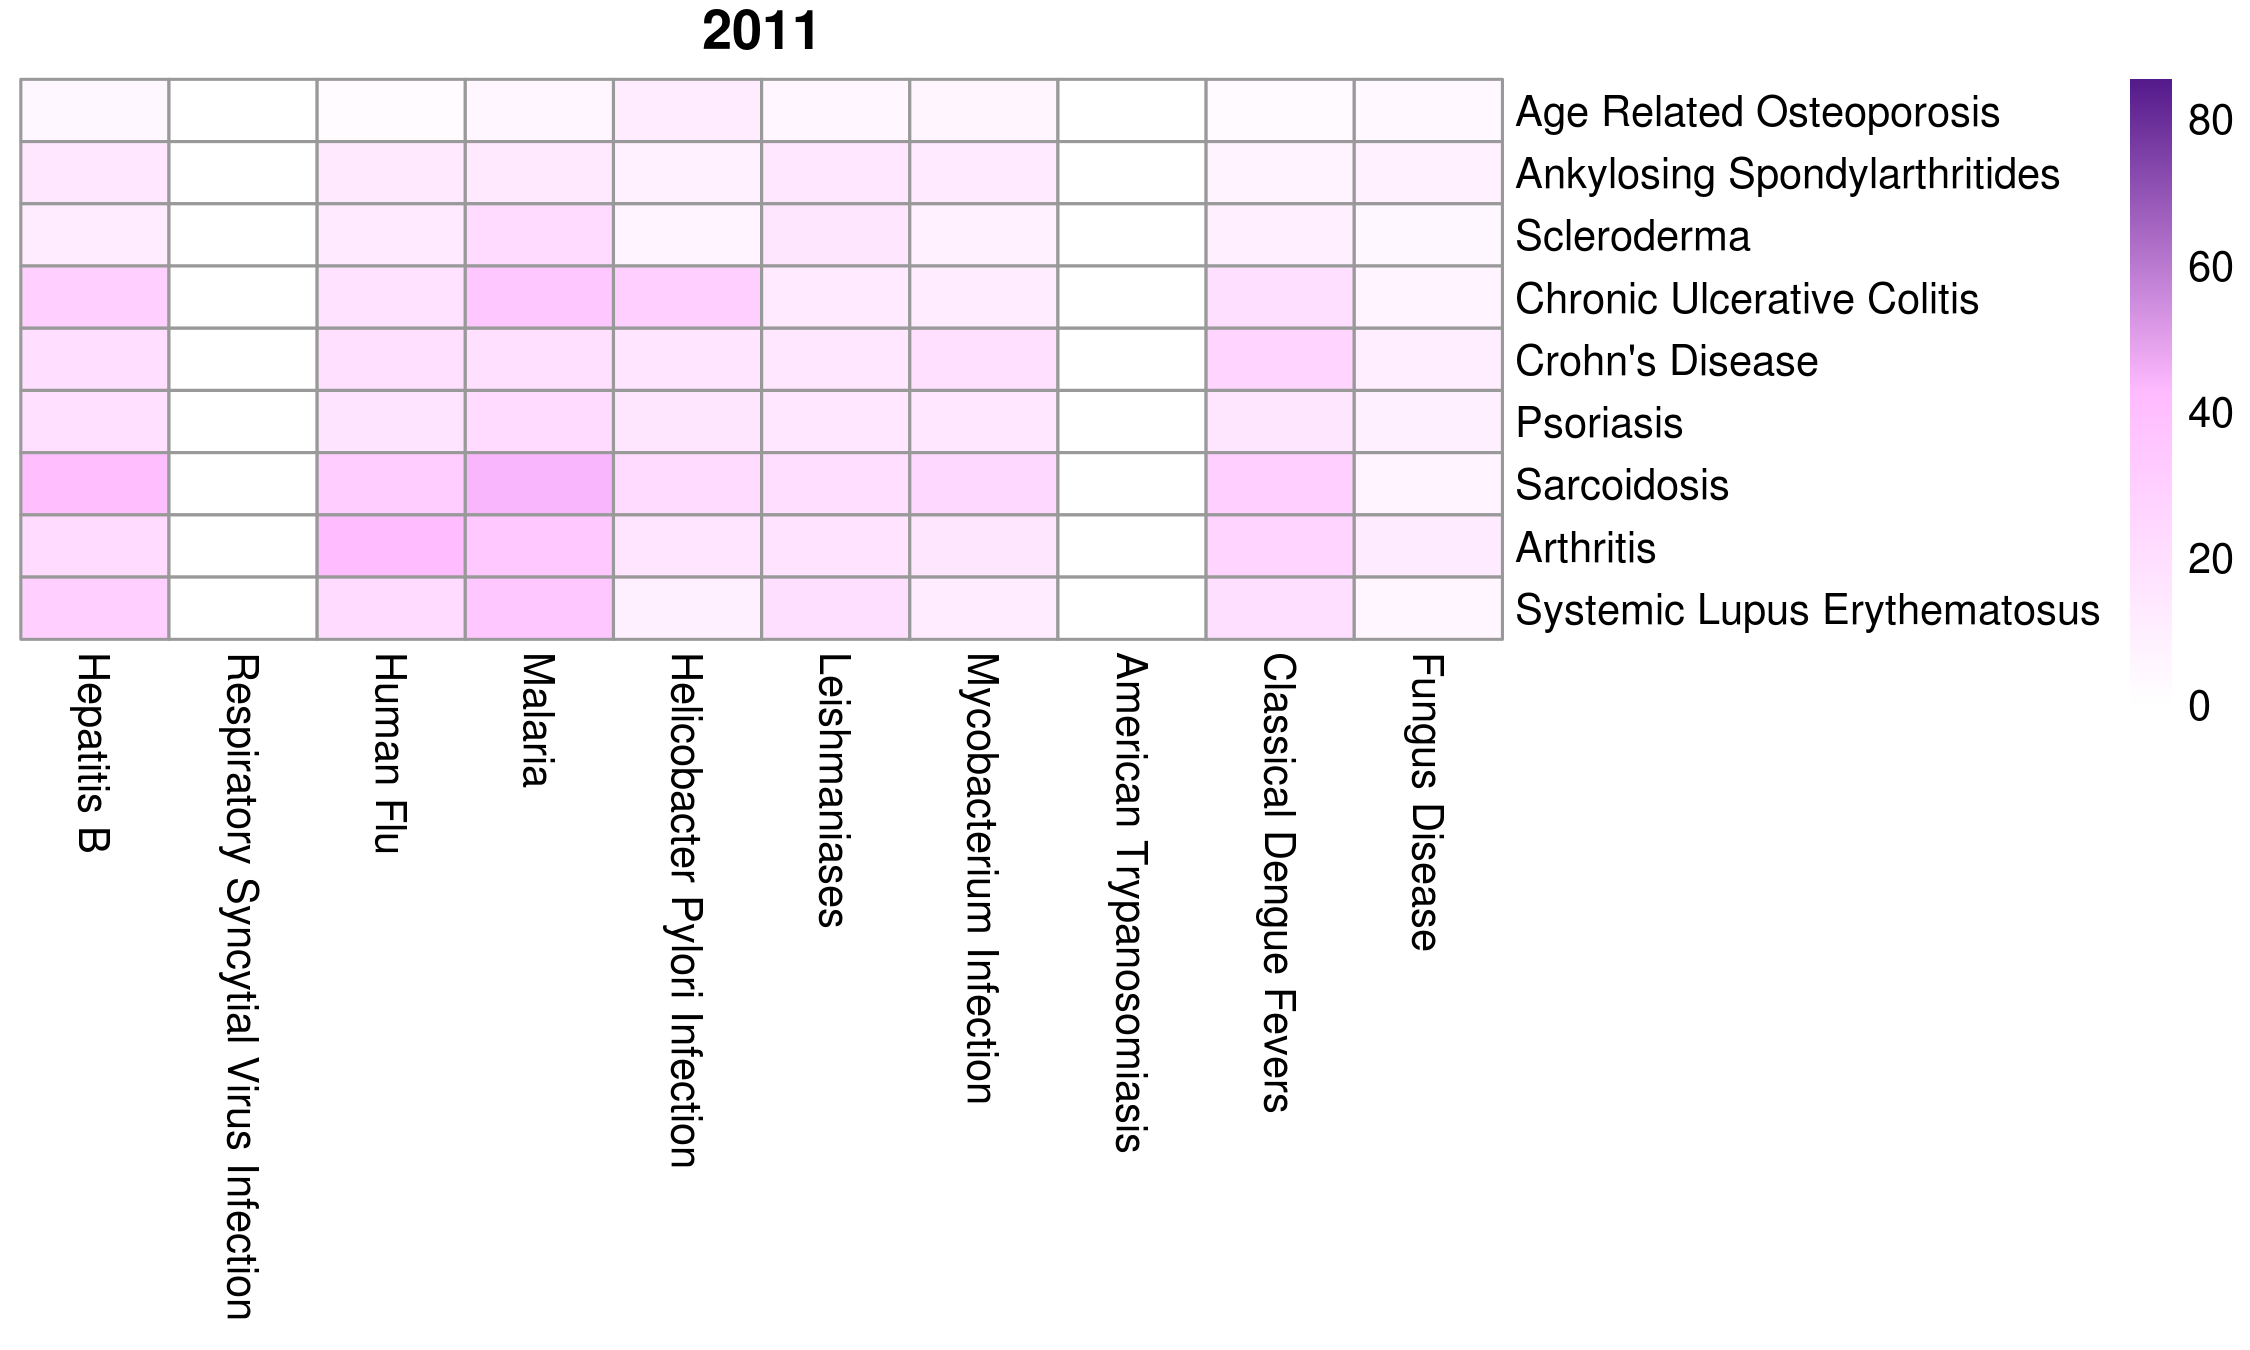 2011
Age Related Osteoporosis
Ankylosing Spondylarthritides
Scleroderma
Chronic Ulcerative Colitis
Crohn's Disease
Psoriasis
Sarcoidosis
Arthritis
Systemic Lupus Erythematosus
80
60
40
20
0
Hepatitis B
Respiratory Syncytial Virus Infection
Human Flu
Malaria
Helicobacter Pylori Infection
Leishmaniases
Mycobacterium Infection
American Trypanosomiasis
Classical Dengue Fevers
Fungus Disease